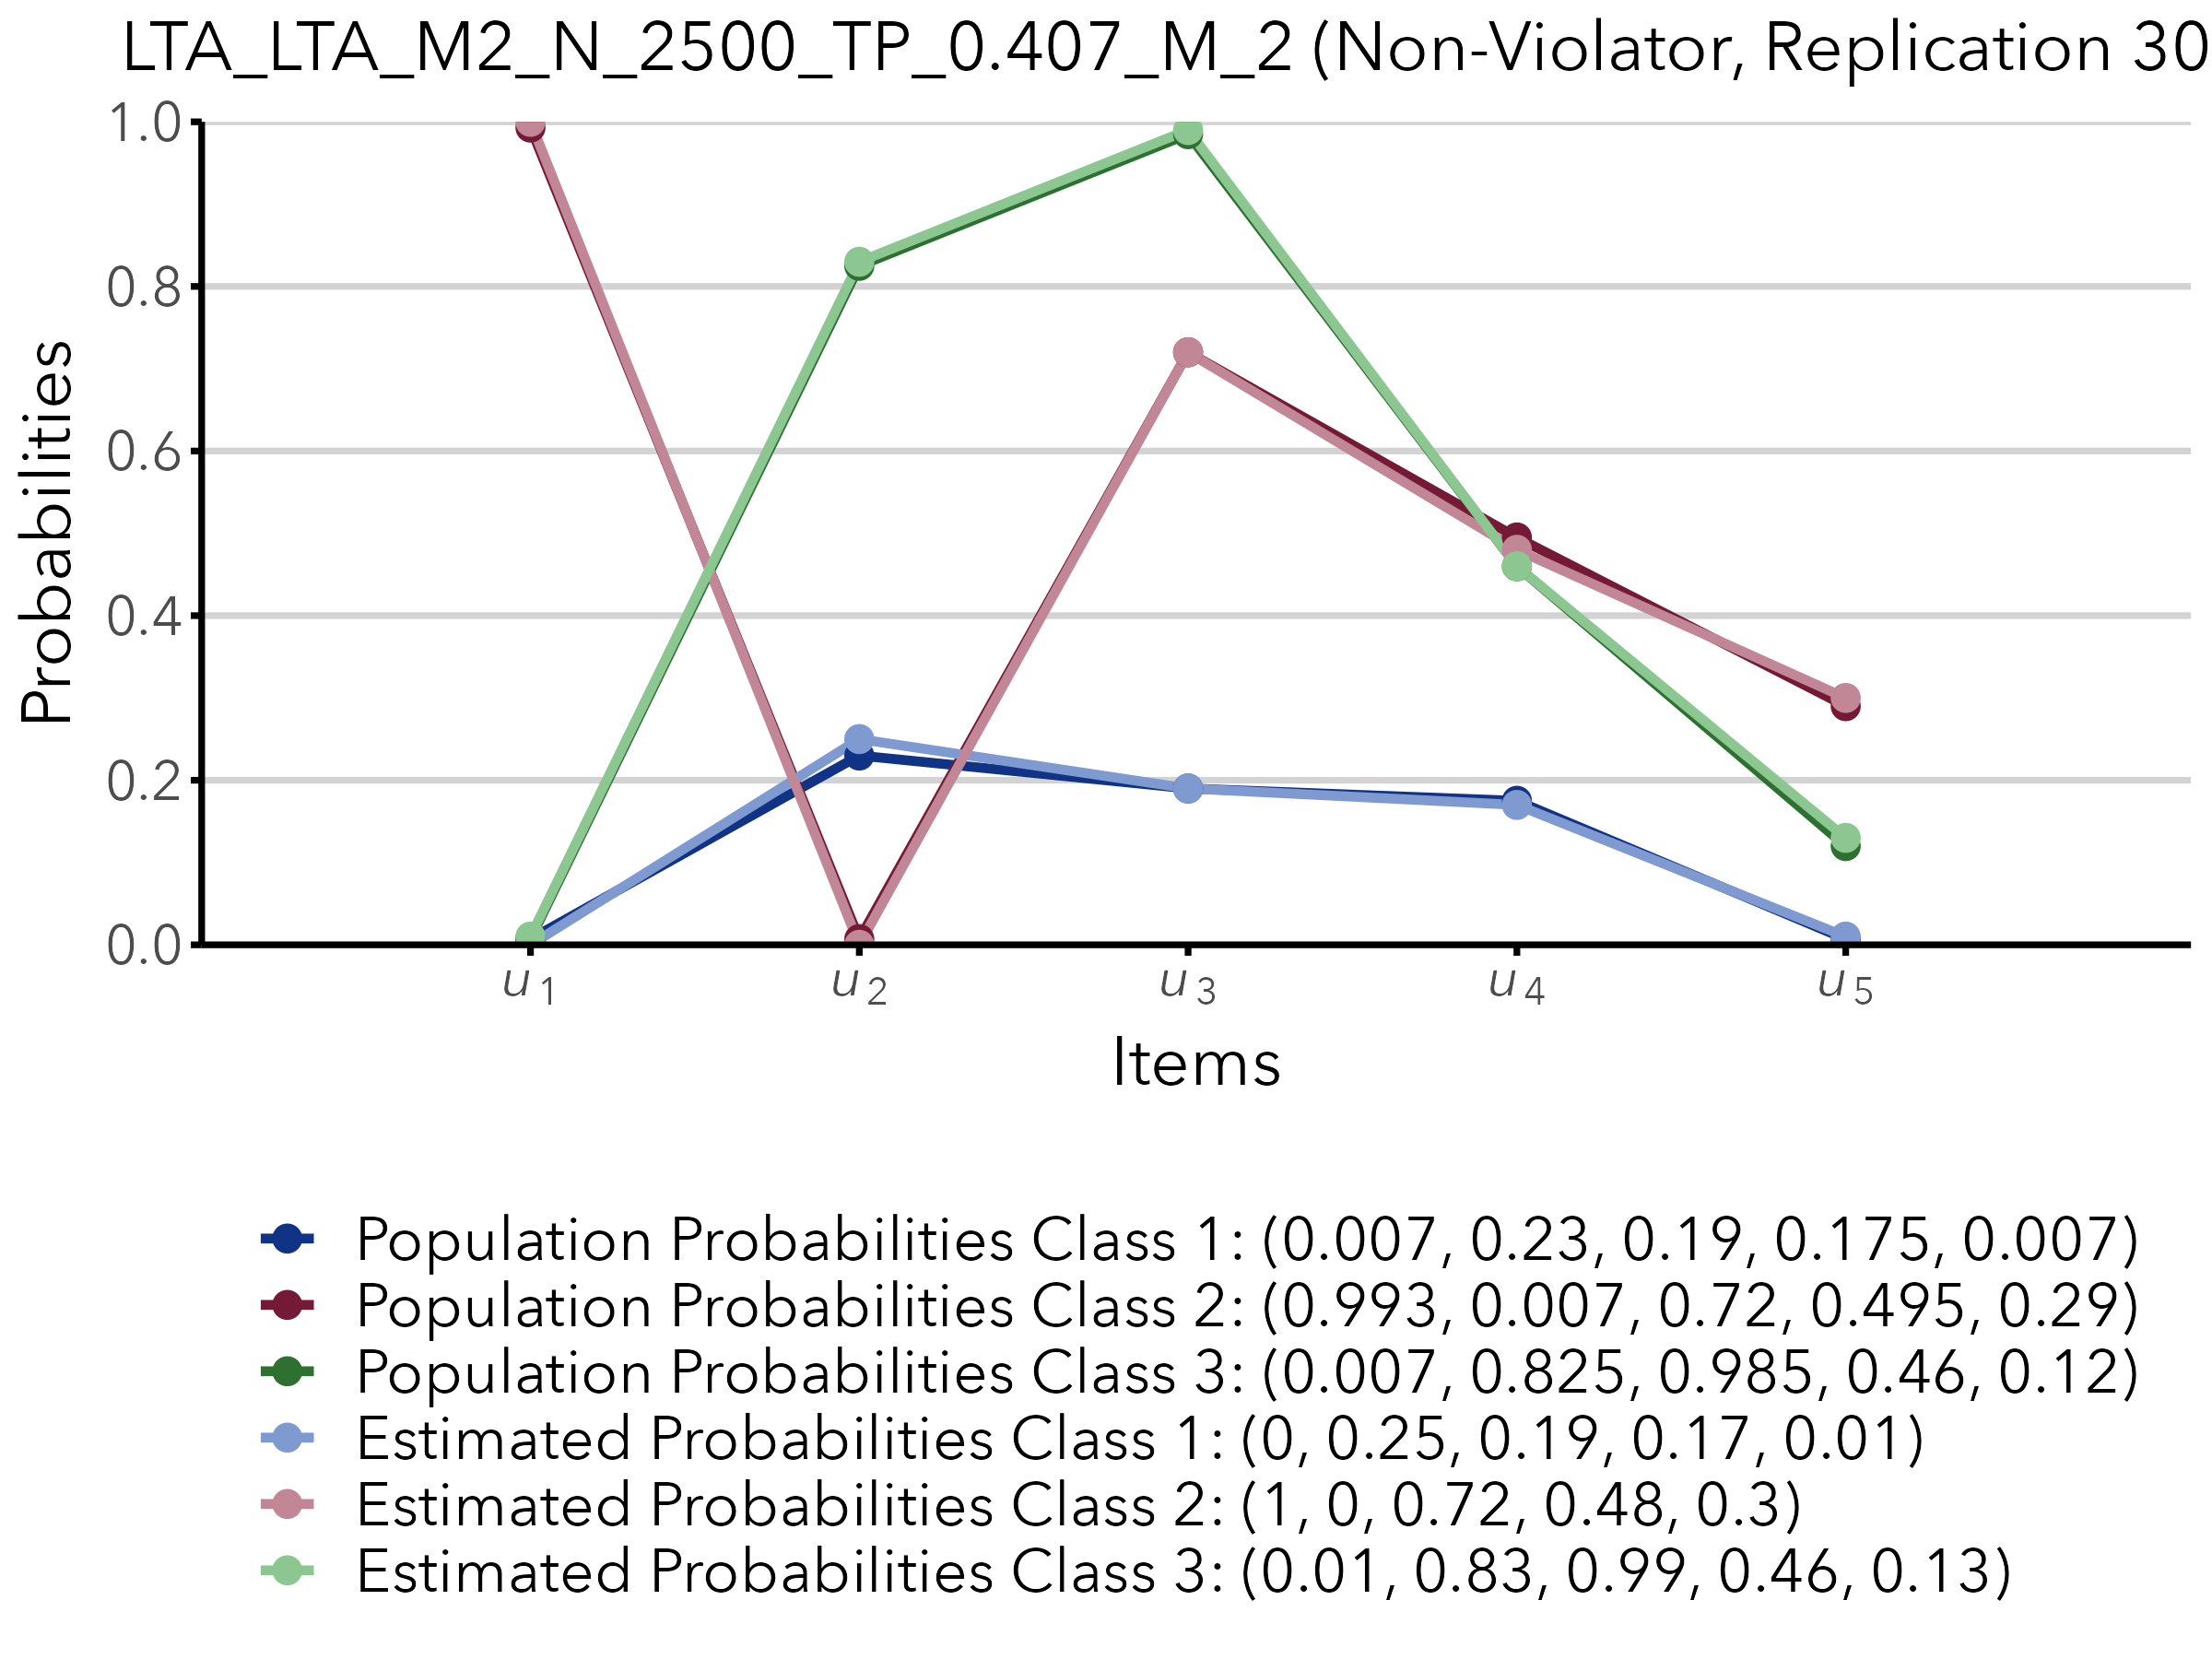 LTA_LTA_M2_N_2500_TP_0.407_M_2 (Non-Violator, Replication 30
1.0
0.8
0.6
0.4
0.2
0.0
Probabilities
u1 u2 u3 u4 u5
Items
Population Probabilities Class 1: (0.007, 0.23, 0.19, 0.175, 0.007)
Population Probabilities Class 2: (0.993, 0.007, 0.72, 0.495, 0.29)
Population Probabilities Class 3: (0.007, 0.825, 0.985, 0.46, 0.12)
Estimated Probabilities Class 1: (0, 0.25, 0.19, 0.17, 0.01)
Estimated Probabilities Class 2: (1, 0, 0.72, 0.48, 0.3)
Estimated Probabilities Class 3: (0.01, 0.83, 0.99, 0.46, 0.13)